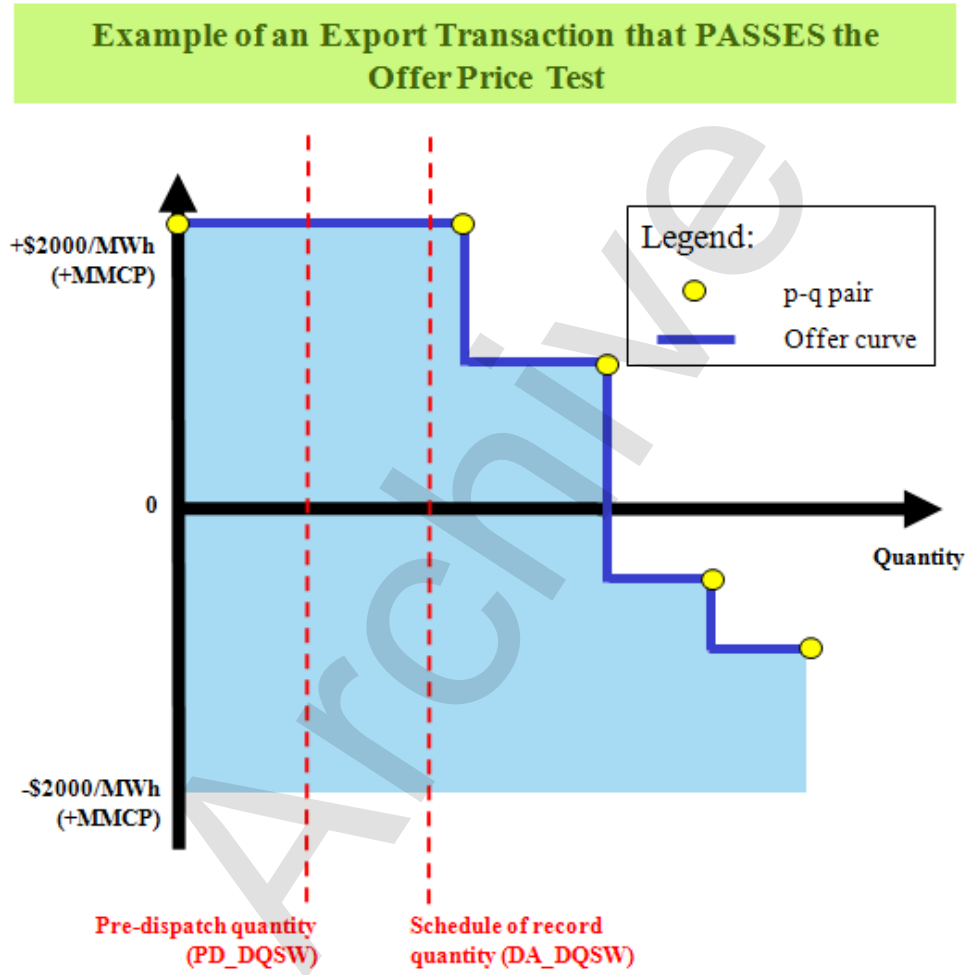 Example of an Export Transaction that PASSES the
Offer Price Test
+$2000/MWh
(+MMCP)
Legend:
p-q pair
Offer curve
0
Quantity
-$2000/MWh
(+MMCP)
Pre-dispatch quantity
(PD_DQSW)
Schedule of record
quantity (DA_DQSW)
Archive